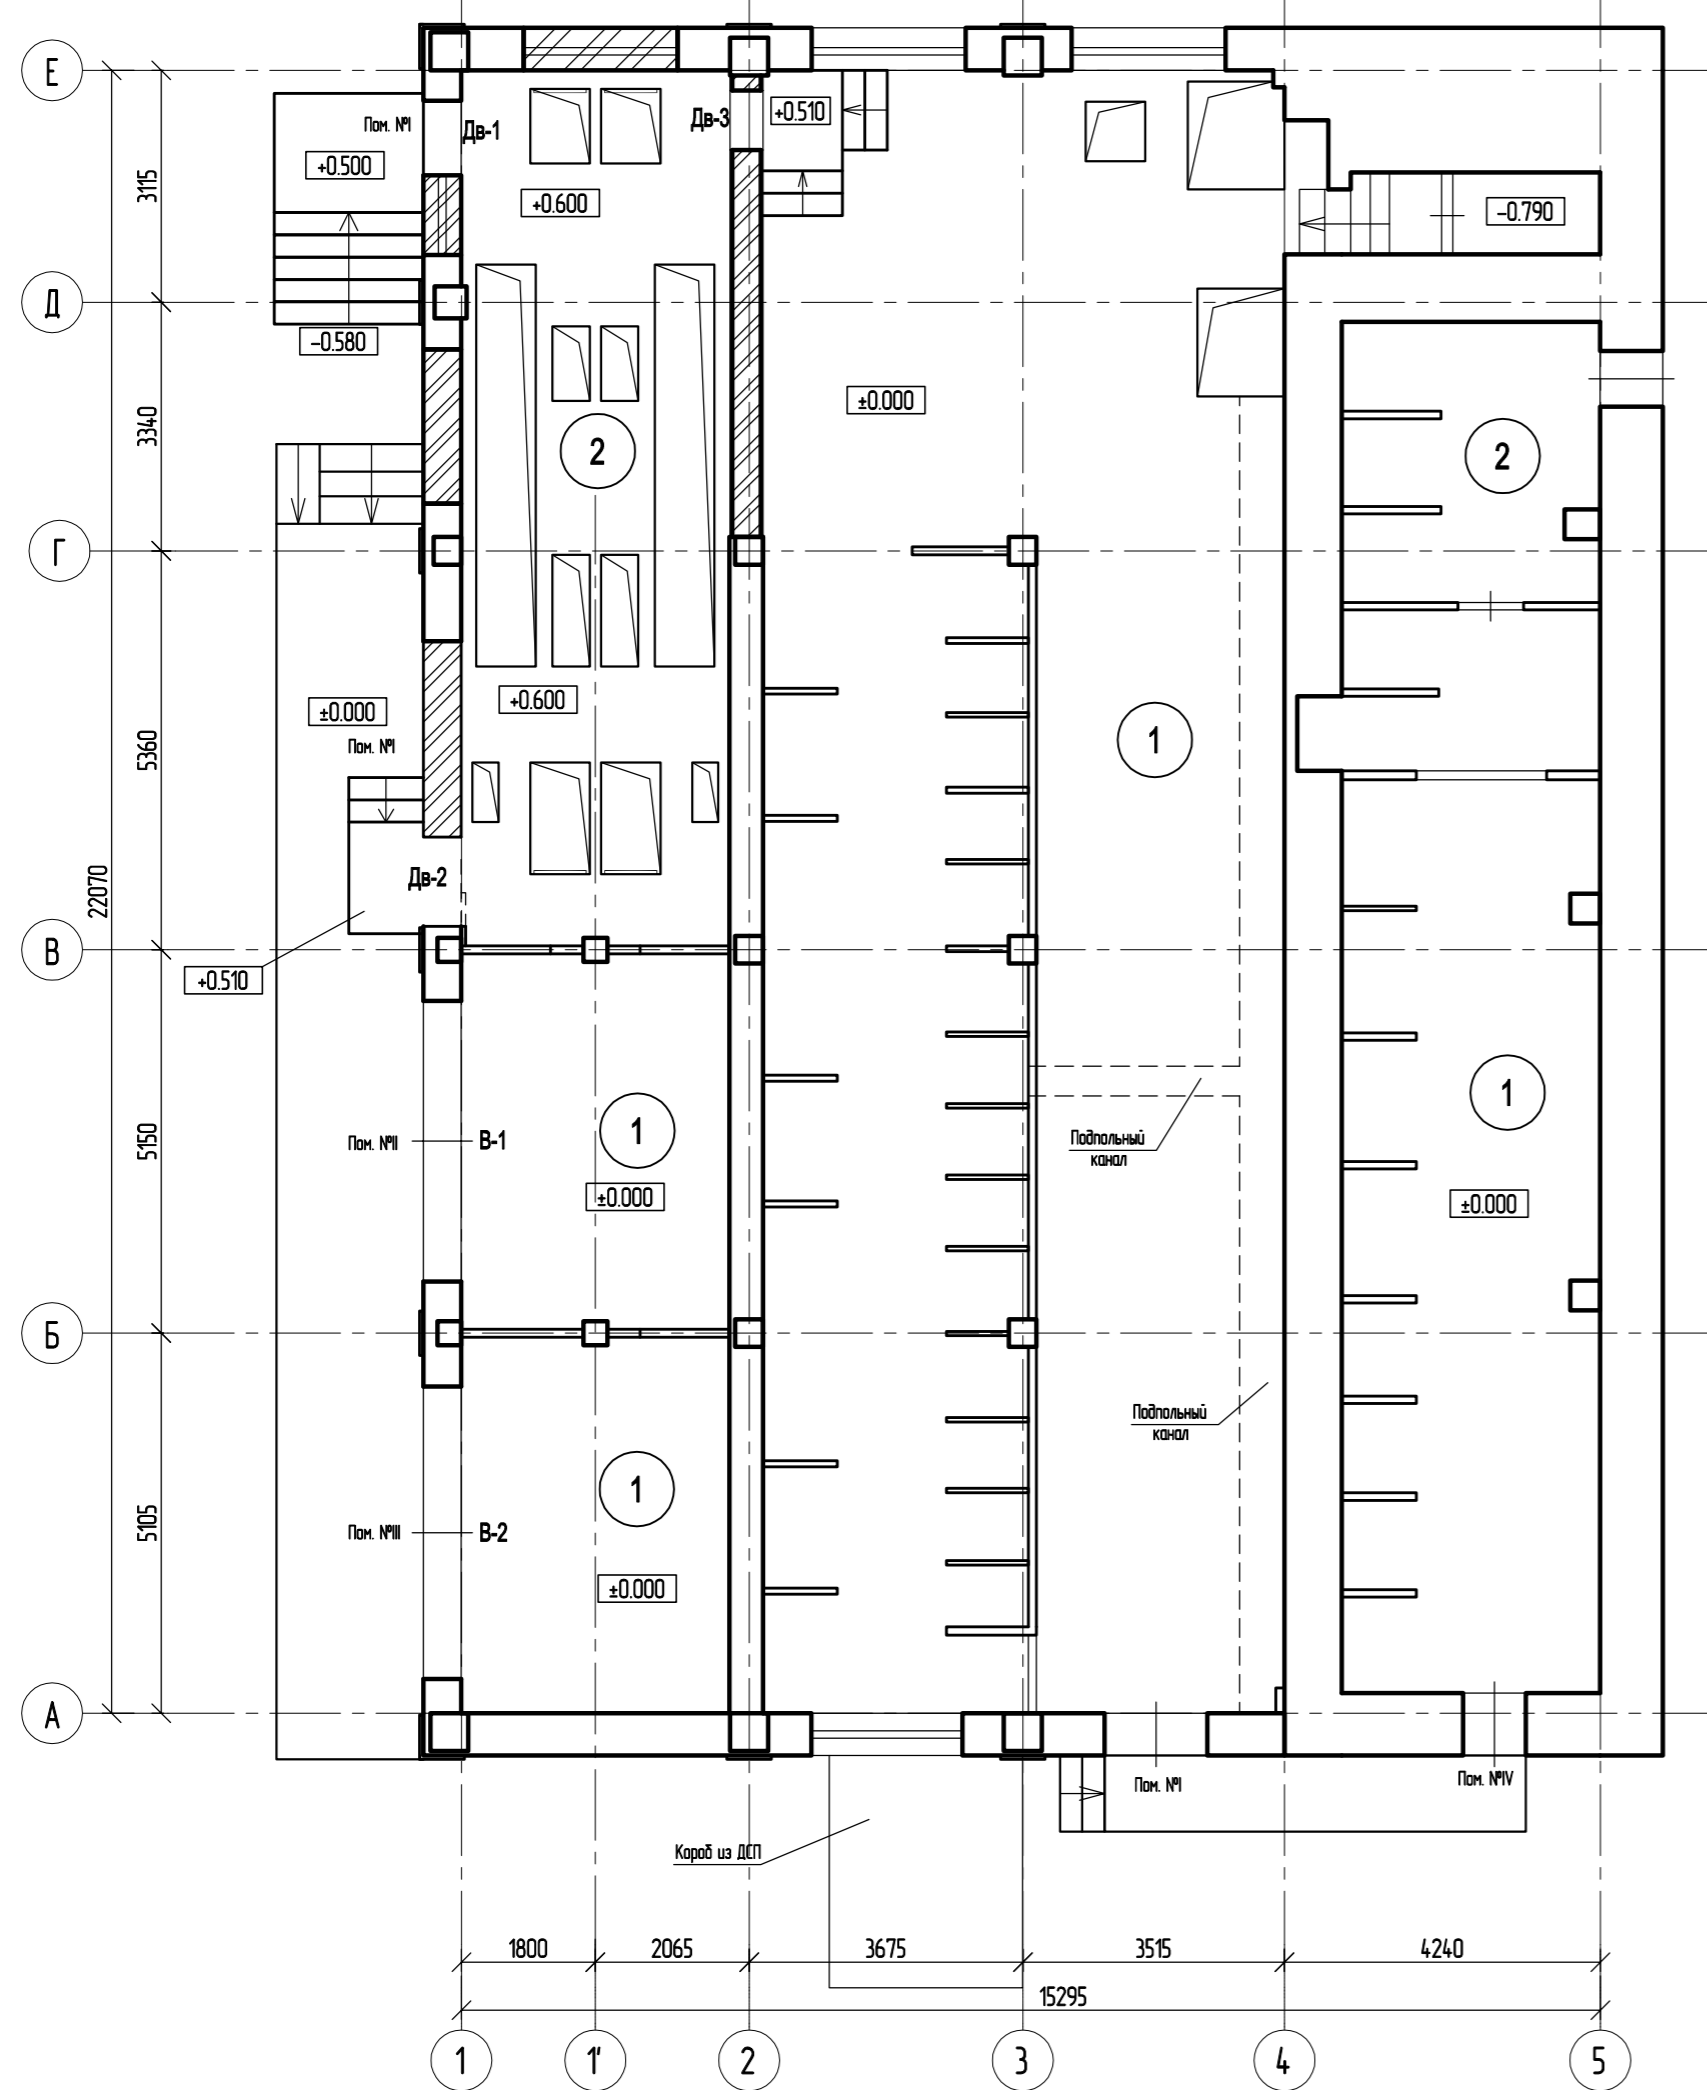 Е
Пом. №I
Дв-1
Дв-3
+0.510
+0.500
+0.600
3115
-0.790
Д
-0.580
±0.000
3340
2
2
Г
+0.600
±0.000
Пом. №I
5360
1
Дв-2
22070
В
+0.510
1
1
Пом. №II
В-1
5150
Подпольный
канал
±0.000
±0.000
Б
Подпольный
канал
1
5105
Пом. №III
В-2
±0.000
А
Пом. №I
Пом. №IV
Короб из ДСП
1800
2065
3675
3515
4240
15295
1
1'
2
3
4
5